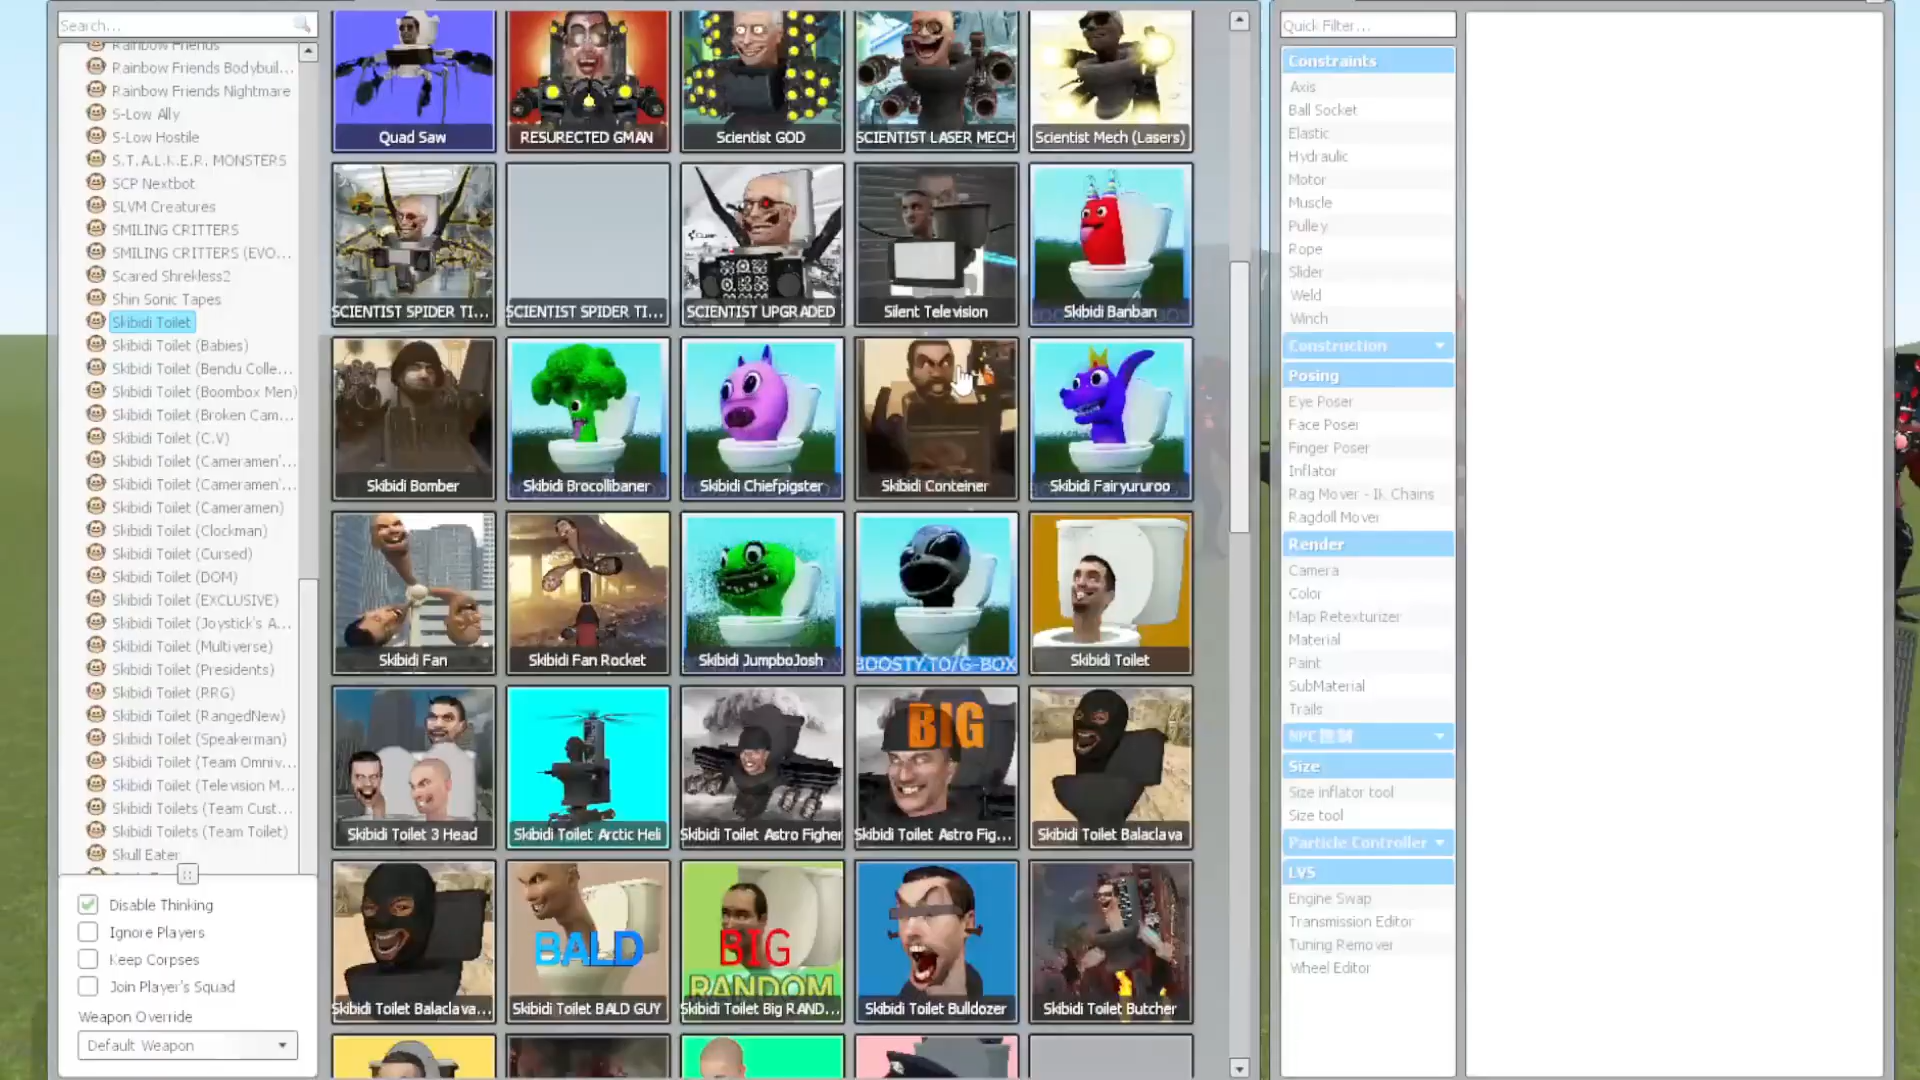 Search...
Rainbow Friends
Rainbow Friends Bodybuil...
Rainbow Friends Nightmare
S-Low Ally
S-Low Hostile
S.T.A.L.K.E.R. MONSTERS
SCP Nextbot
SLVM Creatures
SMILING CRITTERS
SMILING CRITTERS (EVO...
Scared Shrekless2
Shin Sonic Tapes
Skibidi Toilet
Skibidi Toilet (Babies)
Skibidi Toilet (Bendu Colle...
Skibidi Toilet (Boombox Men)
Skibidi Toilet (Broken Cam...
Skibidi Toilet (C.V)
Skibidi Toilet (Cameramen'...
Skibidi Toilet (Cameramen'...
Skibidi Toilet (Cameramen)
Skibidi Toilet (Clockman)
Skibidi Toilet (Cursed)
Skibidi Toilet (DOM)
Skibidi Toilet (EXCLUSIVE)
Skibidi Toilet (Joystick's A...
Skibidi Toilet (Multiverse)
Skibidi Toilet (Presidents)
Skibidi Toilet (RRG)
Skibidi Toilet (RangedNew)
Skibidi Toilet (Speakerman)
Skibidi Toilet (Team Omniv...
Skibidi Toilet (Television M...
Skibidi Toilets (Team Cust...
Skibidi Toilets (Team Toilet)
Skull Eater
Disable Thinking
Ignore Players
Keep Corpses
Join Player's Squad
Weapon Override
Default Weapon
Quad Saw
RESURECTED GMAN
Scientist GOD
SCIENTIST LASER MECH
Scientist Mech (Lasers)
SCIENTIST SPIDER TI...
SCIENTIST SPIDER TI...
SCIENTIST UPGRADED
Silent Television
Skibidi Banban
Skibidi Bomber
Skibidi Brocollibaner
Skibidi Chiefpigster
Skibidi Conteiner
Skibidi Fairyururoo
Skibidi Fan
Skibidi Fan Rocket
Skibidi JumpboJosh
BOOSTY.TO/G-BOX
Skibidi Toilet
Skibidi Toilet 3 Head
Skibidi Toilet Arctic Heli
Skibidi Toilet Astro Figher
BIG
Skibidi Toilet Astro Fig...
Skibidi Toilet Balaclava
Skibidi Toilet Balaclava...
BALD
Skibidi Toilet BALD GUY
BIG
RANDOM
Skibidi Toilet Big RAND...
Skibidi Toilet Bulldozer
Skibidi Toilet Butcher
Quick Filter...
Constraints
Axis
Ball Socket
Elastic
Hydraulic
Motor
Muscle
Pulley
Rope
Slider
Weld
Winch
Construction
Posing
Eye Poser
Face Poser
Finger Poser
Inflator
Rag Mover - Ik Chains
Ragdoll Mover
Render
Camera
Color
Map Retexturizer
Material
Paint
SubMaterial
Trails
NPC
Size
Size inflator tool
Size tool
Particle Controller
LVS
Engine Swap
Transmission Editor
Tuning Remover
Wheel Editor